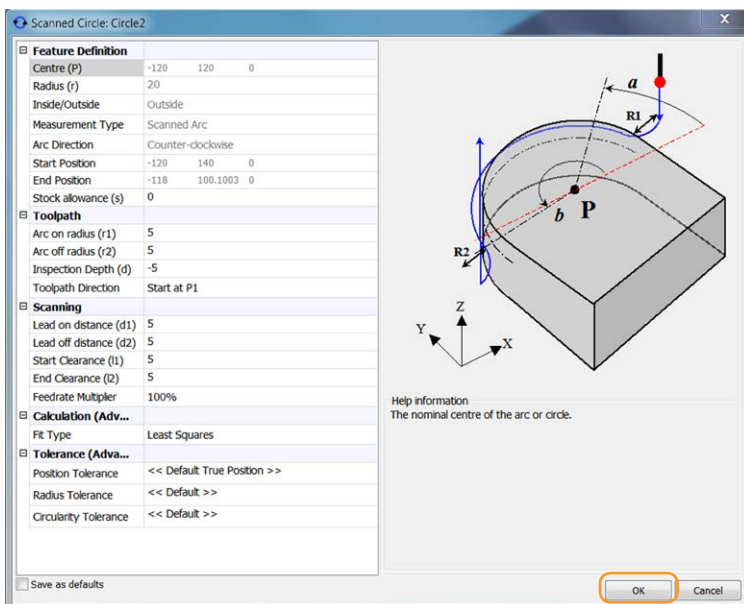 Scanned Circle: Circle2
X
Feature Definition
Centre (P) -120 120 0
Radius (r) 20
Inside/Outside Outside
Measurement Type Scanned Arc
Arc Direction Counter-clockwise
Start Position -120 140 0
End Position -118 100.1003 0
Stock allowance (s) 0
Toolpath
Arc on radius (r1) 5
Arc off radius (r2) 5
Inspection Depth (d) -5
Toolpath Direction Start at P1
Scanning
Lead on distance (d1) 5
Lead off distance (d2) 5
Start Clearance (l1) 5
End Clearance (l2) 5
Feedrate Multiplier 100%
Calculation (Adv...
Fit Type Least Squares
Tolerance (Adva...
Position Tolerance << Default True Position >>
Radius Tolerance << Default >>
Circularity Tolerance << Default >>
a
R1
b P
R2
Z
Y
X
Help information
The nominal centre of the arc or circle.
Save as defaults
OK Cancel